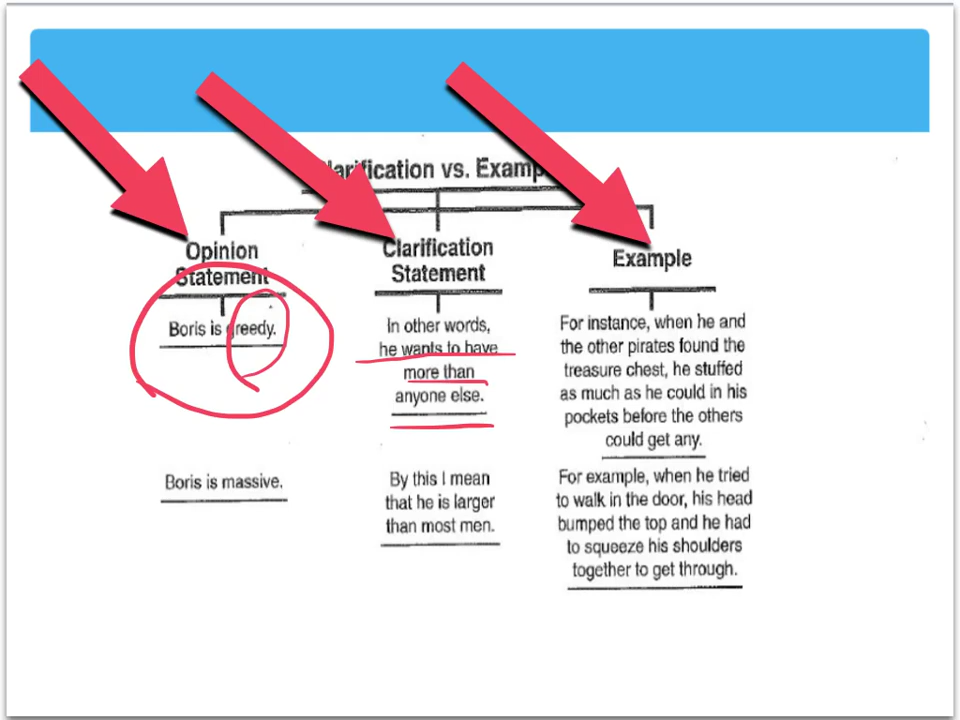 Clarification vs. Example
Opinion
Statement
Boris is greedy.
Boris is massive.
Clarification
Statement
In other words,
he wants to have
more than
anyone else.
By this I mean
that he is larger
than most men.
Example
For instance, when he and
the other pirates found the
treasure chest, he stuffed
as much as he could in his
pockets before the others
could get any.
For example, when he tried
to walk in the door, his head
bumped the top and he had
to squeeze his shoulders
together to get through.